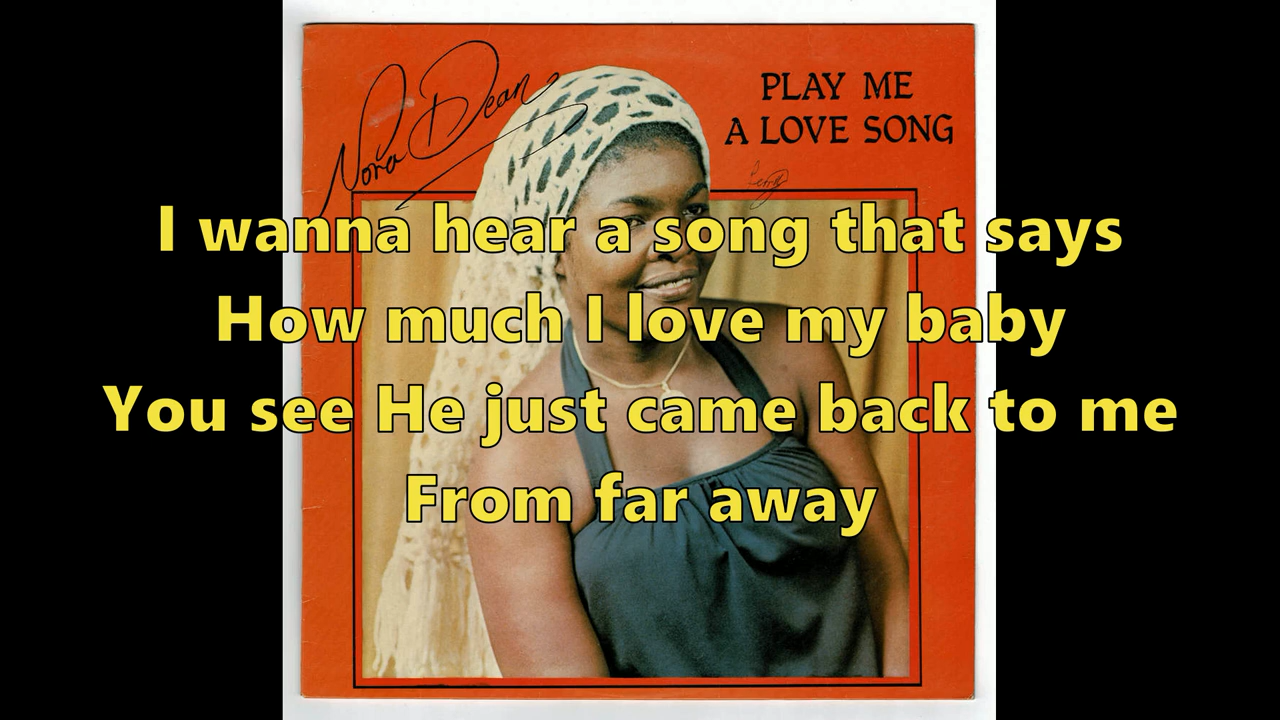 Nora Dean
PLAY ME
A LOVE SONG
I wanna hear a song that says
How much I love my baby
You see He just came back to me
From far away